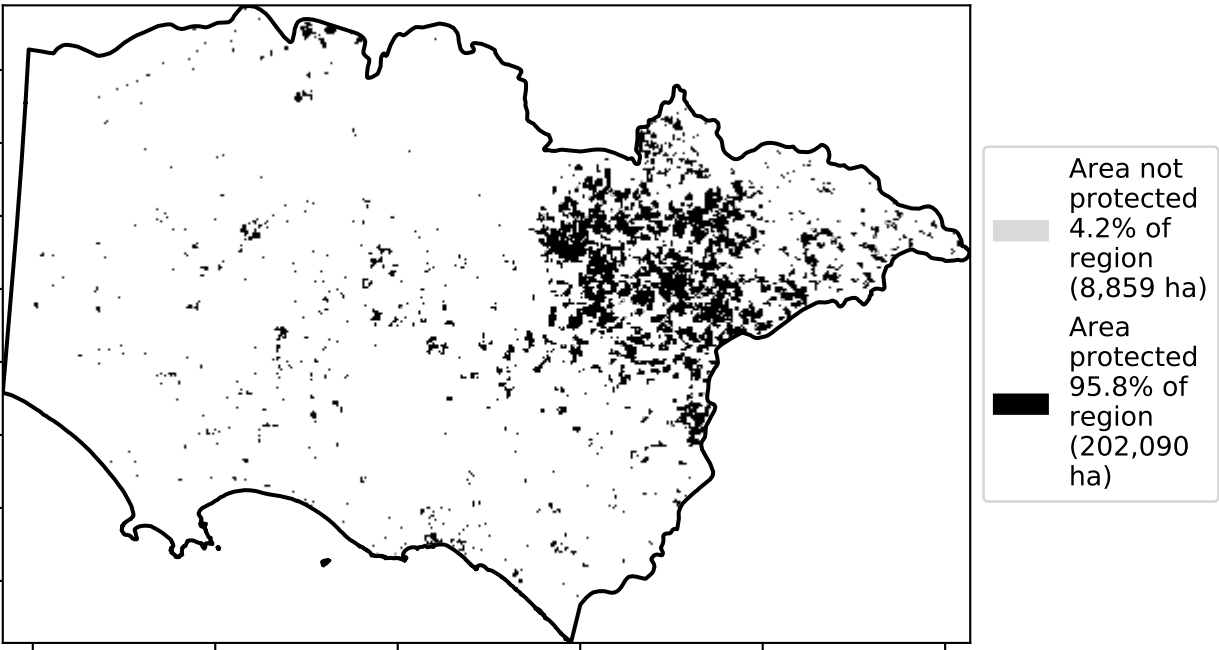 Area not
protected
4.2% of
region
(8,859 ha)
Area
protected
95.8% of
region
(202,090
ha)